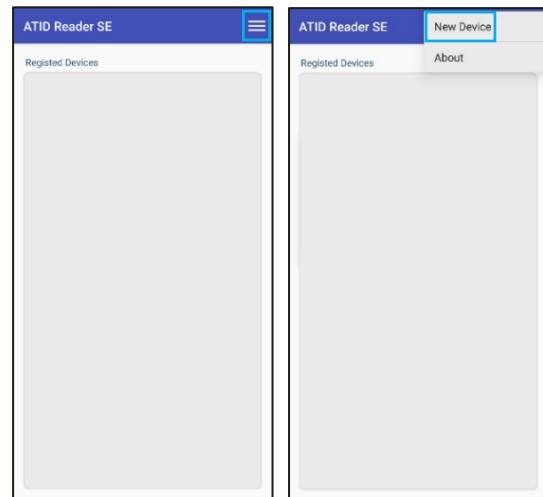 ATID Reader SE
Registed Devices
ATID Reader SE
New Device
About
Registed Devices